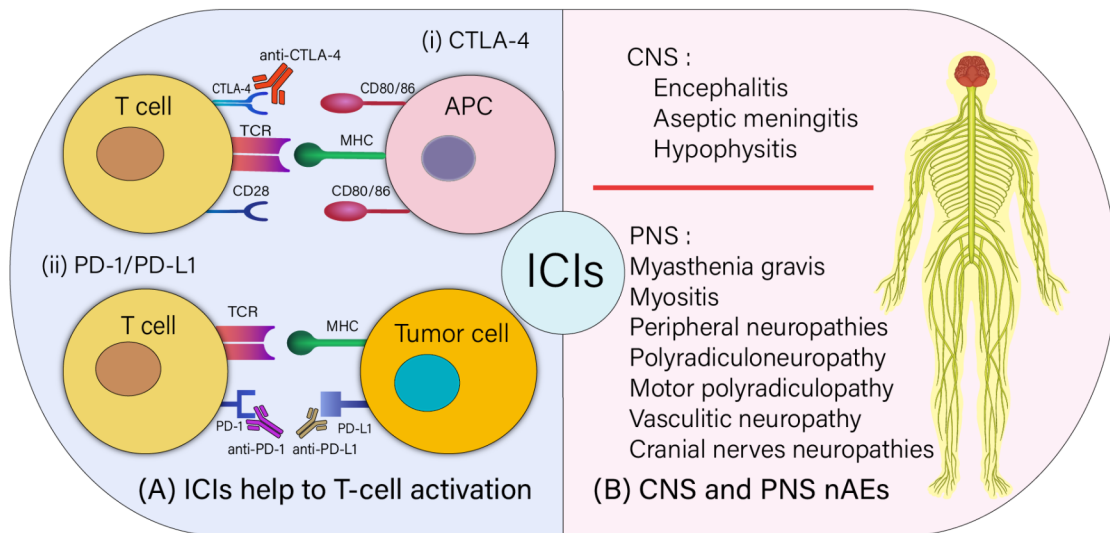 (i) CTLA-4
anti-CTLA-4
CTLA-4
CD80/86
T cell
APC
TCR
MHC
CD28
CD80/86
(ii) PD-1/PD-L1
T cell
TCR
MHC
Tumor cell
PD-1
PD-L1
anti-PD-1
anti-PD-L1
(A) ICIs help to T-cell activation
ICIs
CNS :
Encephalitis
Aseptic meningitis
Hypophysitis
PNS :
Myasthenia gravis
Myositis
Peripheral neuropathies
Polyradiculoneuropathy
Motor polyradiculopathy
Vasculitic neuropathy
Cranial nerves neuropathies
(B) CNS and PNS nAEs